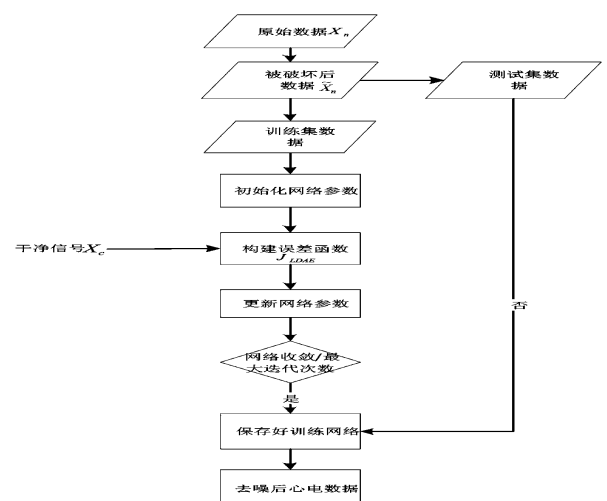 原始数据X_n
被破坏后
数据 X̃_n
测试集数
据
训练集数
据
初始化网络参数
干净信号X_c
构建误差函数
J_LDAE
更新网络参数
否
网络收敛/最
大迭代次数
是
保存好训练网络
去噪后心电数据